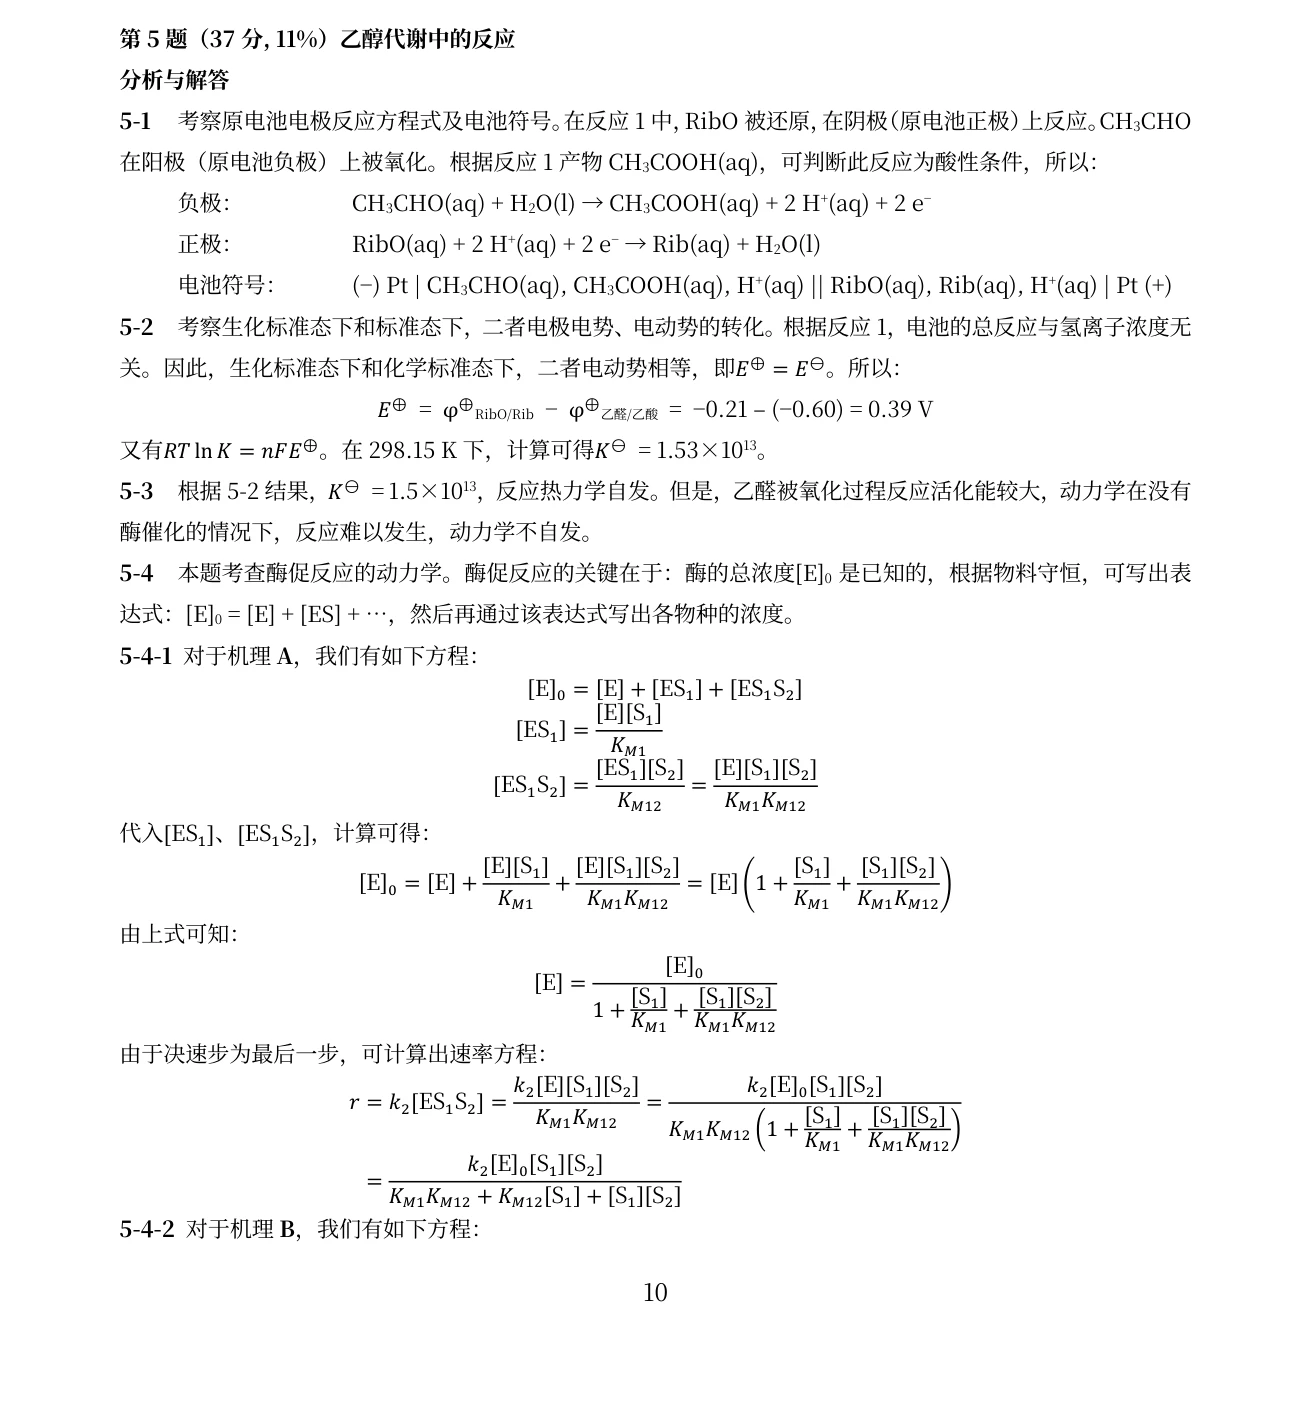 第 5 题（37 分, 11%）乙醇代谢中的反应
分析与解答
5-1 考察原电池电极反应方程式及电池符号。在反应 1 中, RibO 被还原, 在阴极（原电池正极）上反应。CH₃CHO
在阳极（原电池负极）上被氧化。根据反应 1 产物 CH₃COOH(aq)，可判断此反应为酸性条件，所以：
负极： CH₃CHO(aq) + H₂O(l) → CH₃COOH(aq) + 2 H⁺(aq) + 2 e⁻
正极： RibO(aq) + 2 H⁺(aq) + 2 e⁻ → Rib(aq) + H₂O(l)
电池符号： (−) Pt | CH₃CHO(aq), CH₃COOH(aq), H⁺(aq) || RibO(aq), Rib(aq), H⁺(aq) | Pt (+)
5-2 考察生化标准态下和标准态下，二者电极电势、电动势的转化。根据反应 1，电池的总反应与氢离子浓度无
关。因此，生化标准态下和化学标准态下，二者电动势相等，即E^⊕ = E^⊖。所以：
E^⊕ = φ^⊕_RibO/Rib − φ^⊕_乙醛/乙酸 = −0.21 – (−0.60) = 0.39 V
又有RT ln K = nFE^⊕。在 298.15 K 下，计算可得K^⊖ = 1.53×10¹³。
5-3 根据 5-2 结果，K^⊖ = 1.5×10¹³，反应热力学自发。但是，乙醛被氧化过程反应活化能较大，动力学在没有
酶催化的情况下，反应难以发生，动力学不自发。
5-4 本题考查酶促反应的动力学。酶促反应的关键在于：酶的总浓度[E]₀ 是已知的，根据物料守恒，可写出表
达式：[E]₀ = [E] + [ES] + ⋯，然后再通过该表达式写出各物种的浓度。
5-4-1 对于机理 A，我们有如下方程：
[E]₀ = [E] + [ES₁] + [ES₁S₂]
[ES₁] = [E][S₁] / K_M1
[ES₁S₂] = [ES₁][S₂] / K_M12 = [E][S₁][S₂] / (K_M1 K_M12)
代入[ES₁]、[ES₁S₂]，计算可得：
[E]₀ = [E] + [E][S₁] / K_M1 + [E][S₁][S₂] / (K_M1 K_M12) = [E] (1 + [S₁] / K_M1 + [S₁][S₂] / (K_M1 K_M12))
由上式可知：
[E] = [E]₀ / (1 + [S₁] / K_M1 + [S₁][S₂] / (K_M1 K_M12))
由于决速步为最后一步，可计算出速率方程：
r = k₂[ES₁S₂] = k₂[E][S₁][S₂] / (K_M1 K_M12) = k₂[E]₀[S₁][S₂] / (K_M1 K_M12 (1 + [S₁] / K_M1 + [S₁][S₂] / (K_M1 K_M12)))
= k₂[E]₀[S₁][S₂] / (K_M1 K_M12 + K_M12[S₁] + [S₁][S₂])
5-4-2 对于机理 B，我们有如下方程：
10